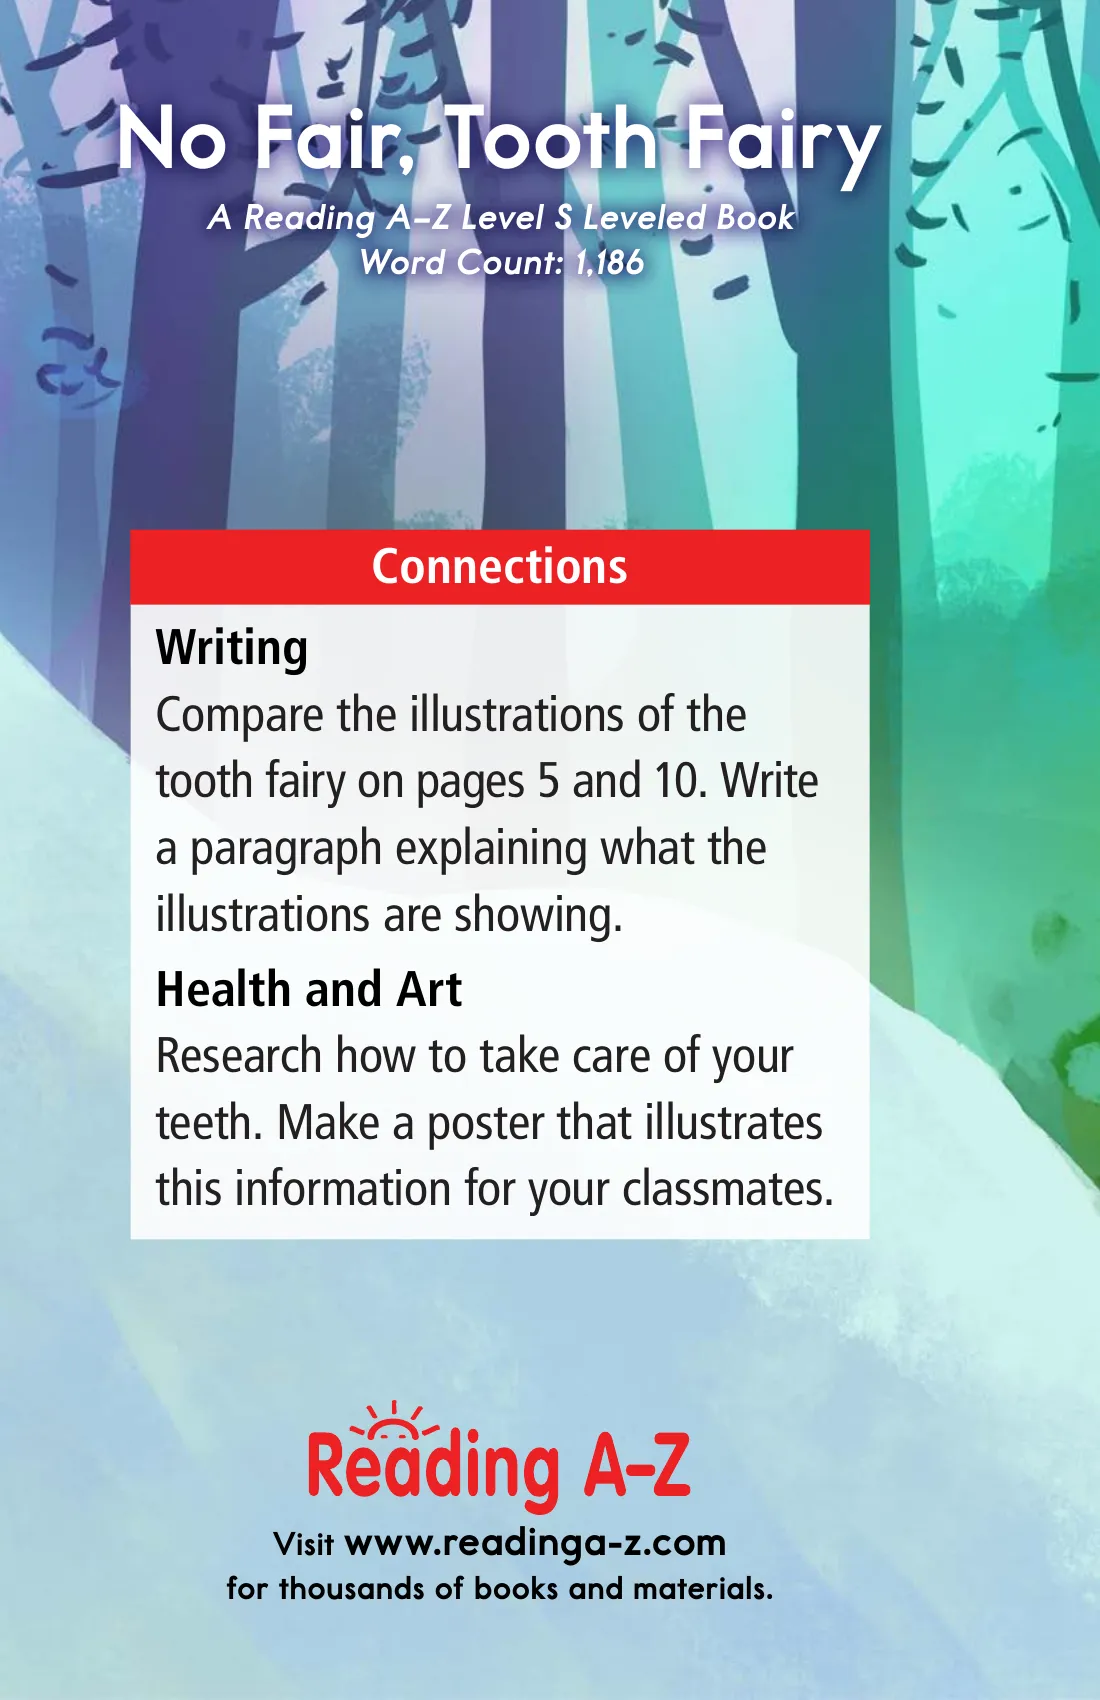 No Fair, Tooth Fairy
A Reading A–Z Level S Leveled Book
Word Count: 1,186
Connections
Writing
Compare the illustrations of the
tooth fairy on pages 5 and 10. Write
a paragraph explaining what the
illustrations are showing.
Health and Art
Research how to take care of your
teeth. Make a poster that illustrates
this information for your classmates.
Reading A–Z
Visit www.readinga-z.com
for thousands of books and materials.